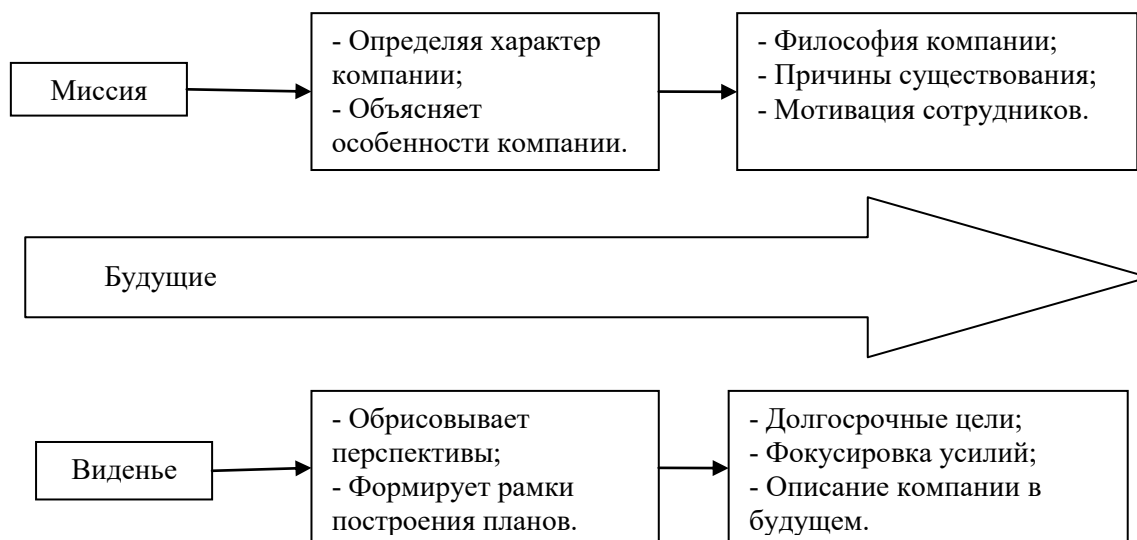 Миссия
- Определяя характер
компании;
- Объясняет
особенности компании.
- Философия компании;
- Причины существования;
- Мотивация сотрудников.
Будущие
Виденье
- Обрисовывает
перспективы;
- Формирует рамки
построения планов.
- Долгосрочные цели;
- Фокусировка усилий;
- Описание компании в
будущем.